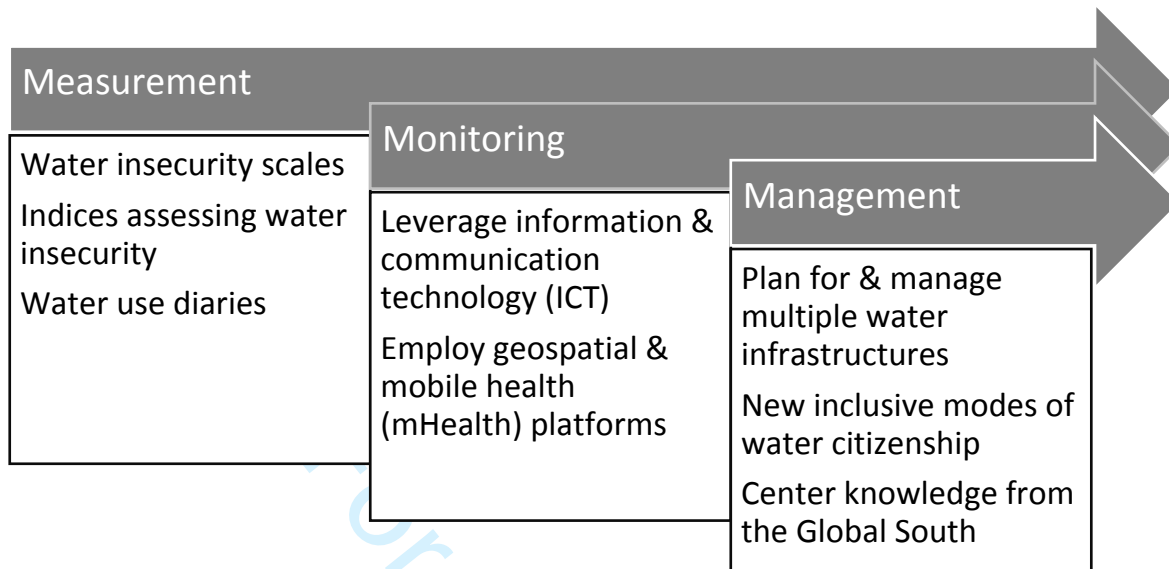 Measurement
Water insecurity scales
Indices assessing water
insecurity
Water use diaries
Monitoring
Leverage information &
communication
technology (ICT)
Employ geospatial &
mobile health
(mHealth) platforms
Management
Plan for & manage
multiple water
infrastructures
New inclusive modes of
water citizenship
Center knowledge from
the Global South